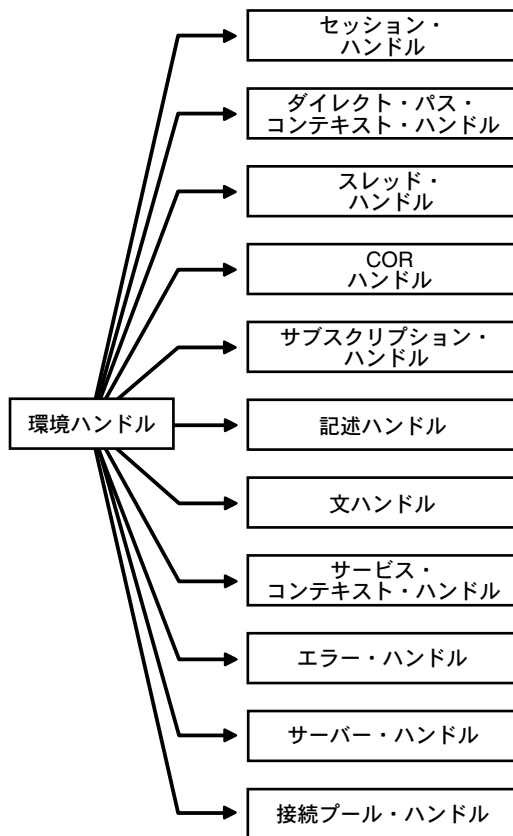 セッション・
ハンドル
ダイレクト・パス・
コンテキスト・ハンドル
スレッド・
ハンドル
COR
ハンドル
サブスクリプション・
ハンドル
環境ハンドル
記述ハンドル
文ハンドル
サービス・
コンテキスト・ハンドル
エラー・ハンドル
サーバー・ハンドル
接続プール・ハンドル